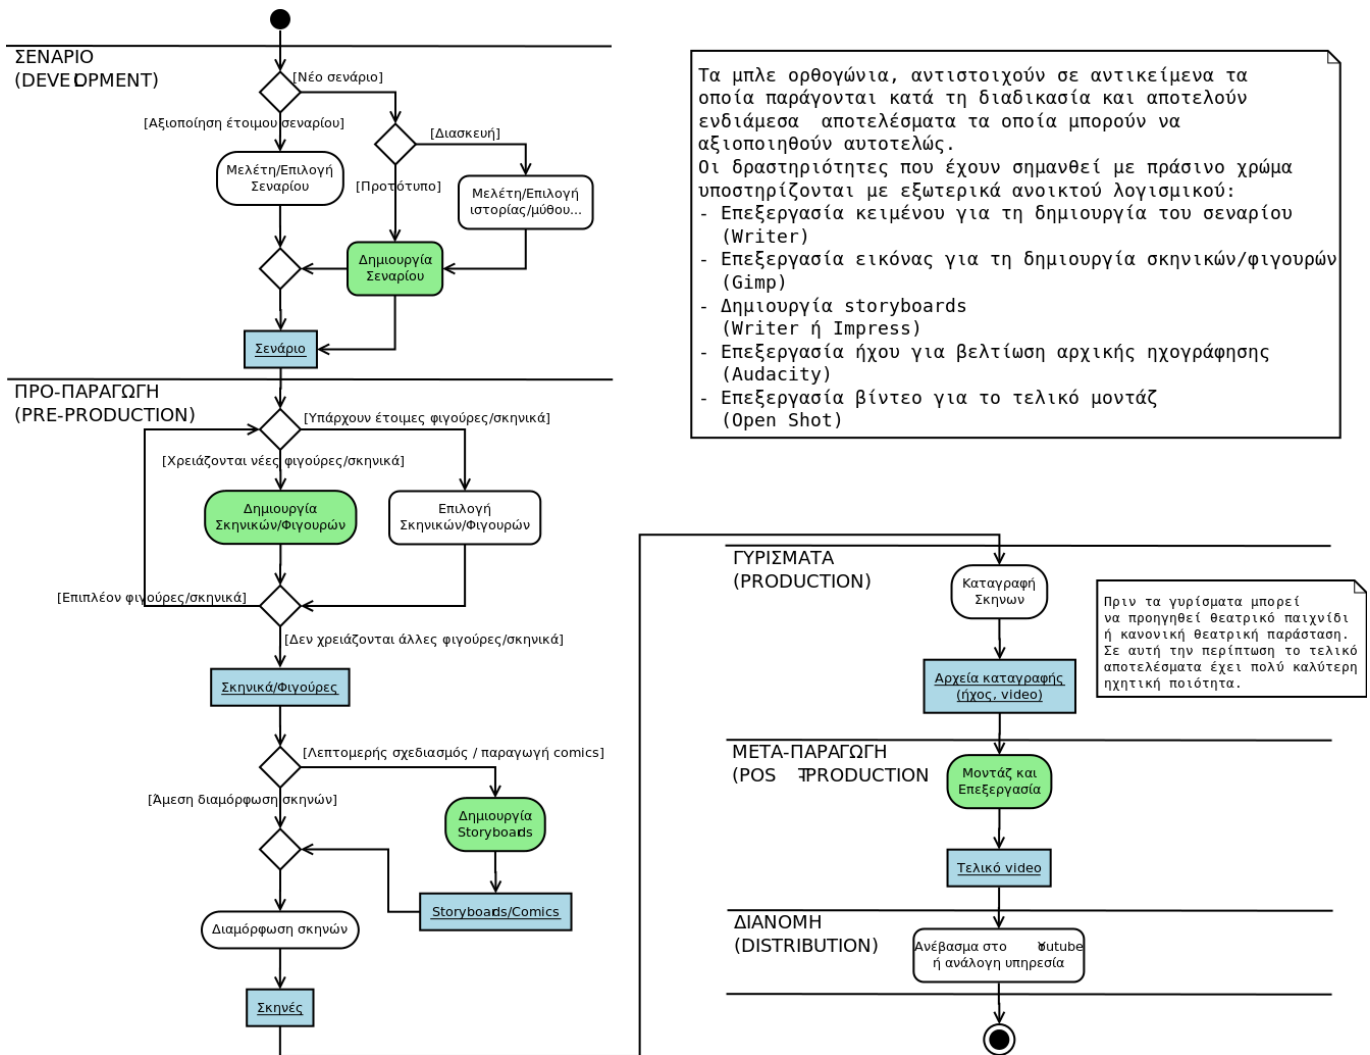 ΣΕΝΑΡΙΟ
(DEVELOPMENT)
[Νέο σενάριο]
[Αξιοποίηση έτοιμου σεναρίου]
[Διασκευή]
Μελέτη/Επιλογή
Σεναρίου
[Προτότυπο]
Μελέτη/Επιλογή
ιστορίας/μύθου...
Δημιουργία
Σεναρίου
Σενάριο
Τα μπλε ορθογώνια, αντιστοιχούν σε αντικείμενα τα
οποία παράγονται κατά τη διαδικασία και αποτελούν
ενδιάμεσα αποτελέσματα τα οποία μπορούν να
αξιοποιηθούν αυτοτελώς.
Οι δραστηριότητες που έχουν σημανθεί με πράσινο χρώμα
υποστηρίζονται με εξωτερικά ανοικτού λογισμικού:
- Επεξεργασία κειμένου για τη δημιουργία του σεναρίου
(Writer)
- Επεξεργασία εικόνας για τη δημιουργία σκηνικών/φιγουρών
(Gimp)
- Δημιουργία storyboards
(Writer ή Impress)
- Επεξεργασία ήχου για βελτίωση αρχικής ηχογράφησης
(Audacity)
- Επεξεργασία βίντεο για το τελικό μοντάζ
(Open Shot)
ΠΡΟ-ΠΑΡΑΓΩΓΗ
(PRE-PRODUCTION)
[Υπάρχουν έτοιμες φιγούρες/σκηνικά]
[Χρειάζονται νέες φιγούρες/σκηνικά]
Δημιουργία
Σκηνικών/Φιγουρών
Επιλογή
Σκηνικών/Φιγουρών
[Επιπλέον φιγούρες/σκηνικά]
[Δεν χρειάζονται άλλες φιγούρες/σκηνικά]
Σκηνικά/Φιγούρες
[Λεπτομερής σχεδιασμός / παραγωγή comics]
[Άμεση διαμόρφωση σκηνών]
Δημιουργία
Storyboards
Storyboards/Comics
Διαμόρφωση σκηνών
Σκηνές
ΓΥΡΙΣΜΑΤΑ
(PRODUCTION)
Καταγραφή
Σκηνων
Πριν τα γυρίσματα μπορεί
να προηγηθεί θεατρικό παιχνίδι
ή κανονική θεατρική παράσταση.
Σε αυτή την περίπτωση το τελικό
αποτελέσματα έχει πολύ καλύτερη
ηχητική ποιότητα.
Αρχεία καταγραφής
(ήχος, video)
ΜΕΤΑ-ΠΑΡΑΓΩΓΗ
(POST-PRODUCTION
Μοντάζ και
Επεξεργασία
Τελικό video
ΔΙΑΝΟΜΗ
(DISTRIBUTION)
Ανέβασμα στο Youtube
ή ανάλογη υπηρεσία